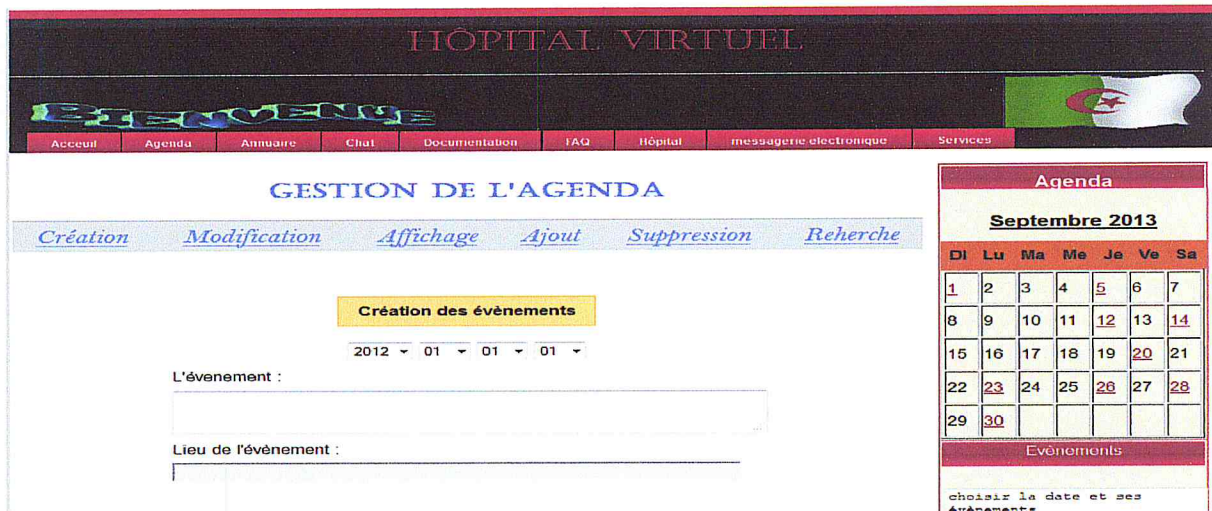 HÔPITAL VIRTUEL
BIENVENUE
Acceuil Agenda Annuaire Chat Documentation FAQ Hôpital messagerie electronique Services
GESTION DE L'AGENDA
Création Modification Affichage Ajout Suppression Reherche
Création des évènements
2012 01 01 01
L'évenement :
Lieu de l'évènement :
Agenda
Septembre 2013
Di Lu Ma Me Je Ve Sa
1 2 3 4 5 6 7
8 9 10 11 12 13 14
15 16 17 18 19 20 21
22 23 24 25 26 27 28
29 30
Evènements
choisir la date et ses
évènements